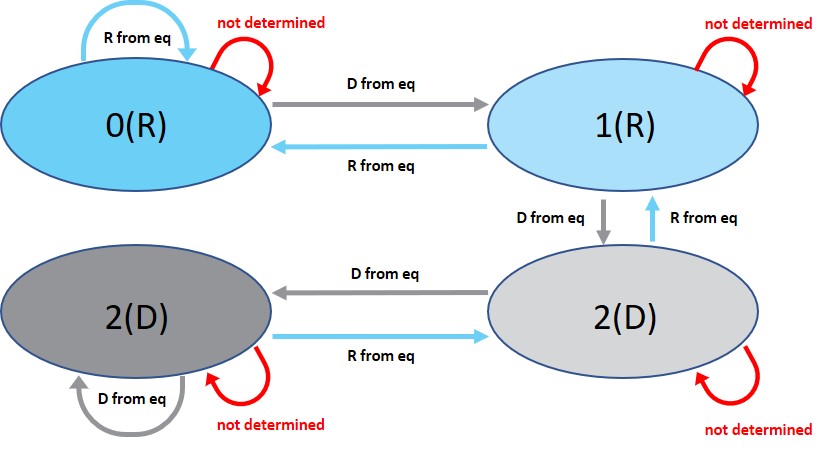 R from eq
not determined
not determined
0(R)
D from eq
R from eq
1(R)
D from eq
R from eq
2(D)
D from eq
R from eq
2(D)
D from eq
not determined
not determined